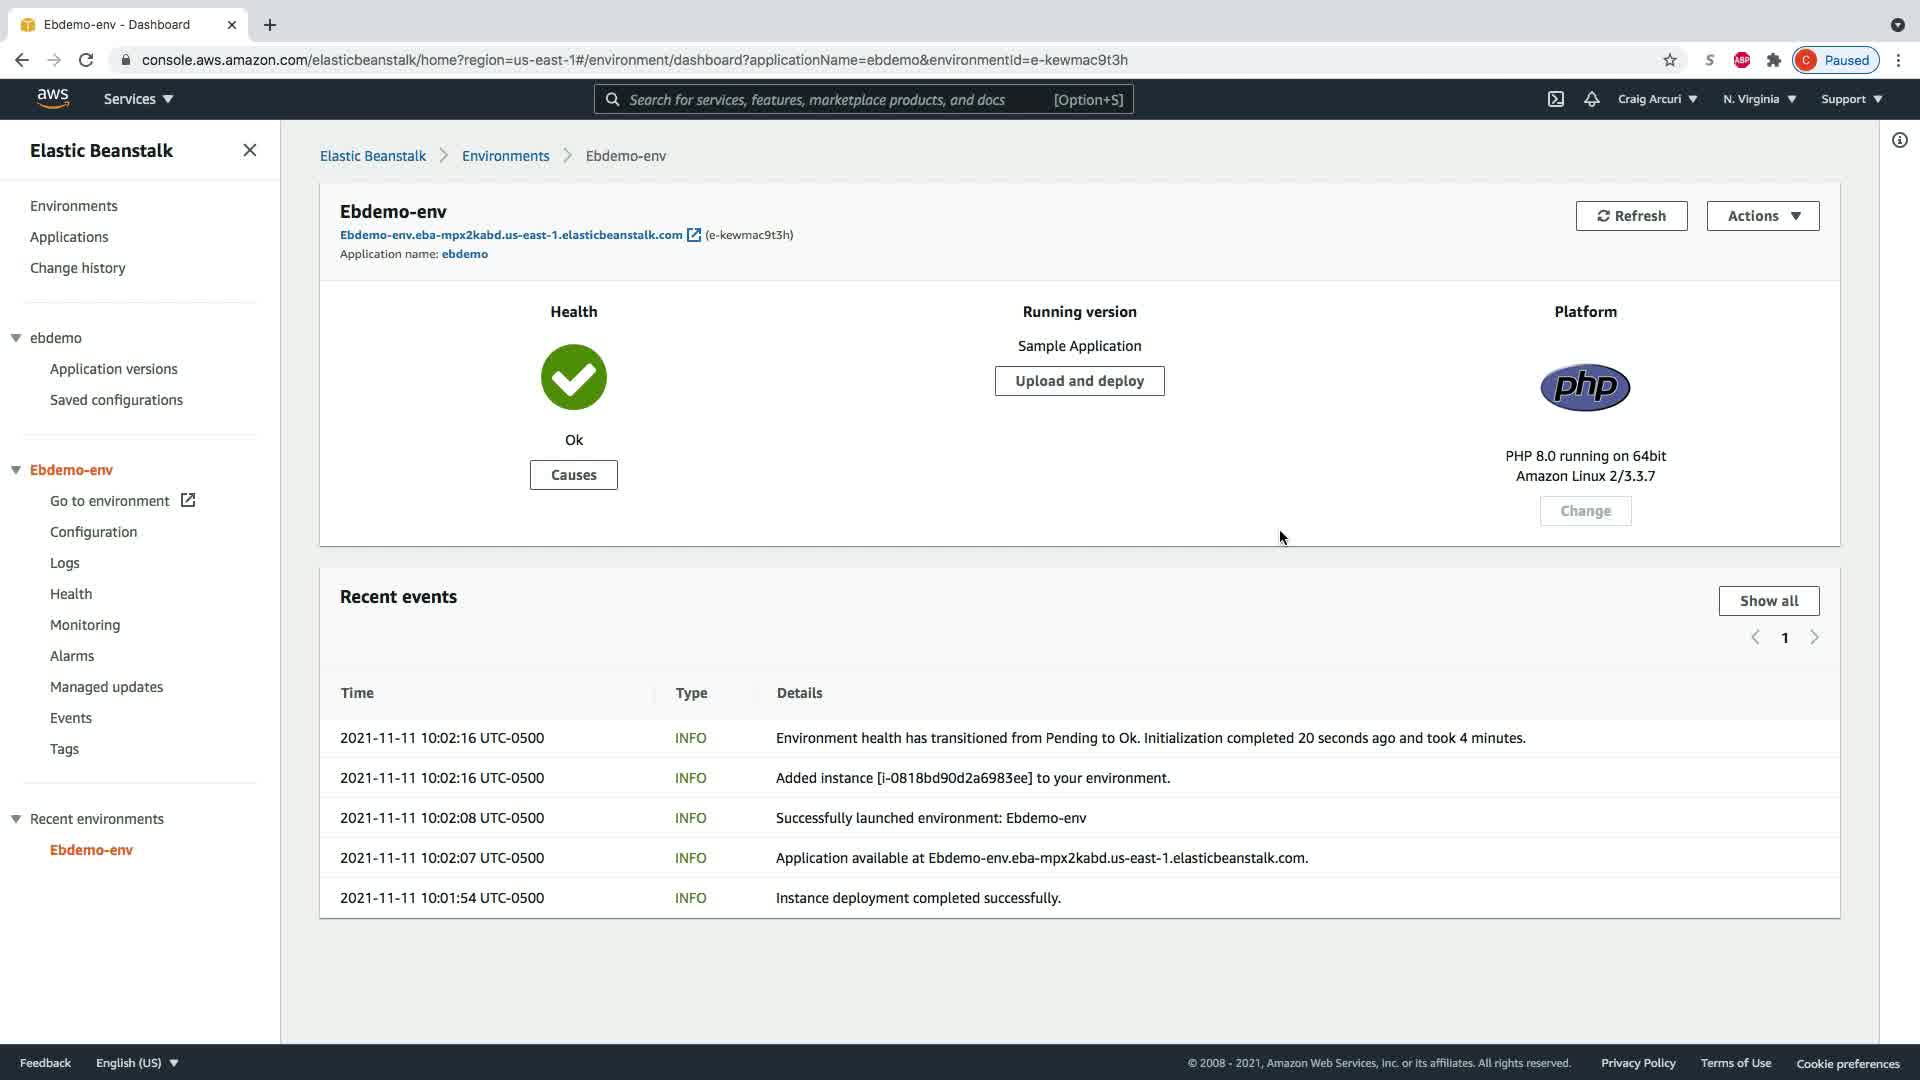 Ebdemo-env - Dashboard
console.aws.amazon.com/elasticbeanstalk/home?region=us-east-1#/environment/dashboard?applicationName=ebdemo&environmentId=e-kewmac9t3h
S
ABP
C
Paused
aws
Services
Search for services, features, marketplace products, and docs
[Option+S]
Craig Arcuri
N. Virginia
Support
Elastic Beanstalk
Environments
Applications
Change history
ebdemo
Application versions
Saved configurations
Ebdemo-env
Go to environment
Configuration
Logs
Health
Monitoring
Alarms
Managed updates
Events
Tags
Recent environments
Ebdemo-env
Elastic Beanstalk
Environments
Ebdemo-env
Ebdemo-env
Ebdemo-env.eba-mpx2kabd.us-east-1.elasticbeanstalk.com (e-kewmac9t3h)
Application name: ebdemo
Refresh
Actions
Health
Ok
Causes
Running version
Sample Application
Upload and deploy
Platform
php
PHP 8.0 running on 64bit
Amazon Linux 2/3.3.7
Change
Recent events
Show all
1
Time Type Details
2021-11-11 10:02:16 UTC-0500 INFO Environment health has transitioned from Pending to Ok. Initialization completed 20 seconds ago and took 4 minutes.
2021-11-11 10:02:16 UTC-0500 INFO Added instance [i-0818bd90d2a6983ee] to your environment.
2021-11-11 10:02:08 UTC-0500 INFO Successfully launched environment: Ebdemo-env
2021-11-11 10:02:07 UTC-0500 INFO Application available at Ebdemo-env.eba-mpx2kabd.us-east-1.elasticbeanstalk.com.
2021-11-11 10:01:54 UTC-0500 INFO Instance deployment completed successfully.
Feedback
English (US)
© 2008 - 2021, Amazon Web Services, Inc. or its affiliates. All rights reserved.
Privacy Policy
Terms of Use
Cookie preferences